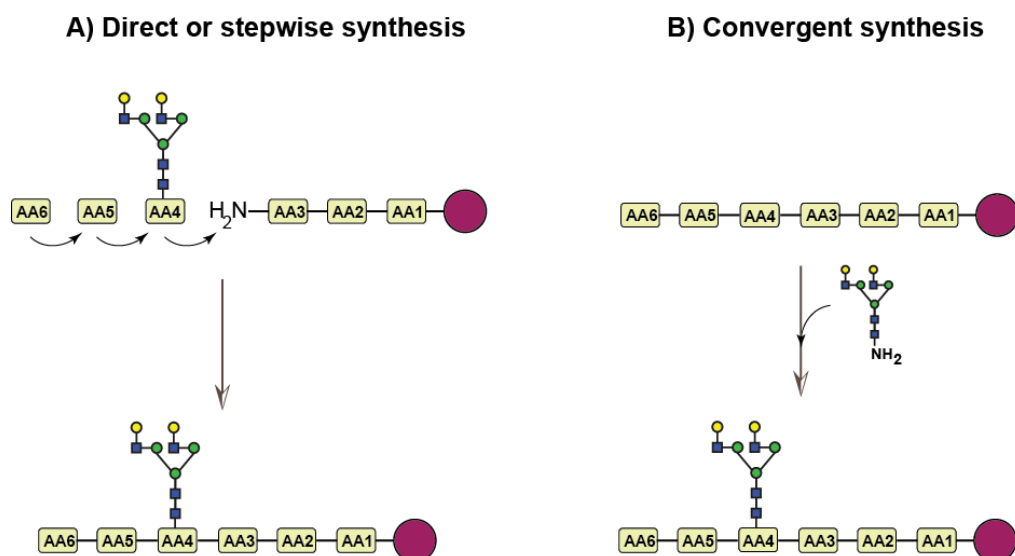 A) Direct or stepwise synthesis
AA6 AA5 AA4 H2N AA3 AA2 AA1
AA6 AA5 AA4 AA3 AA2 AA1
B) Convergent synthesis
AA6 AA5 AA4 AA3 AA2 AA1
NH2
AA6 AA5 AA4 AA3 AA2 AA1